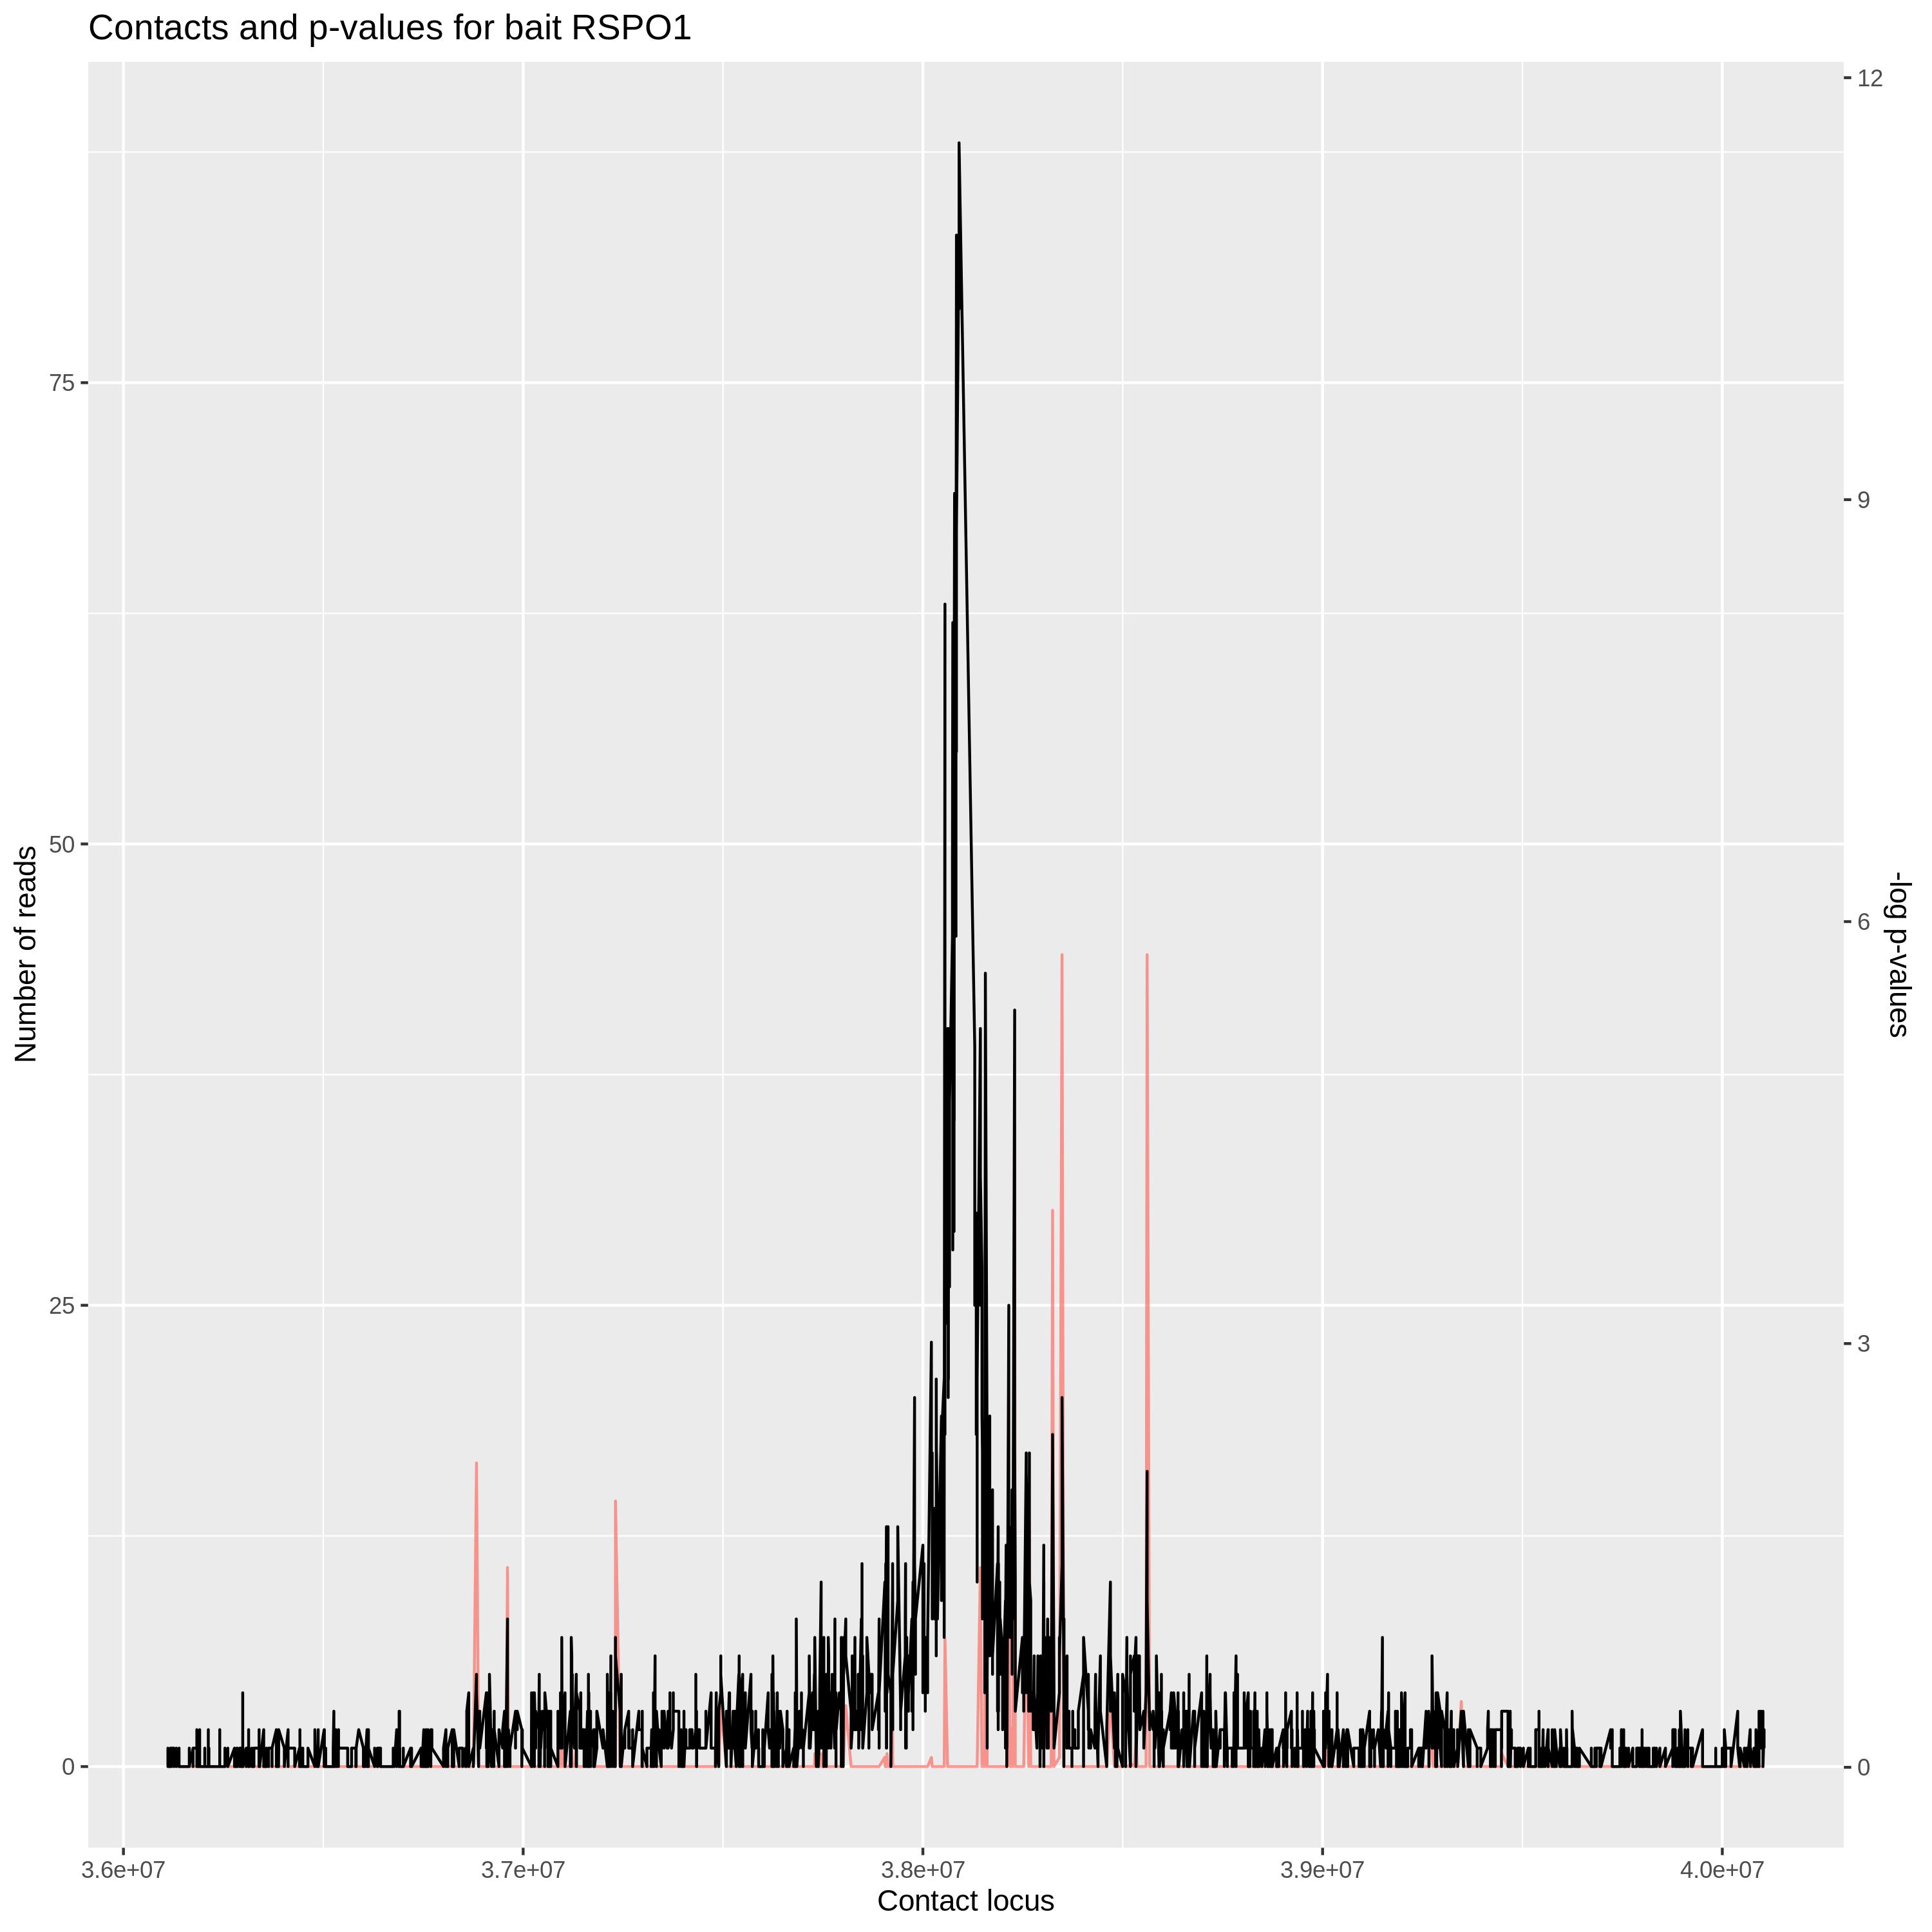 Contacts and p-values for bait RSPO1
12
75
9
50
6
25
3
0
0
Number of reads
-log p-values
3.6e+07
3.7e+07
3.8e+07
3.9e+07
4.0e+07
Contact locus